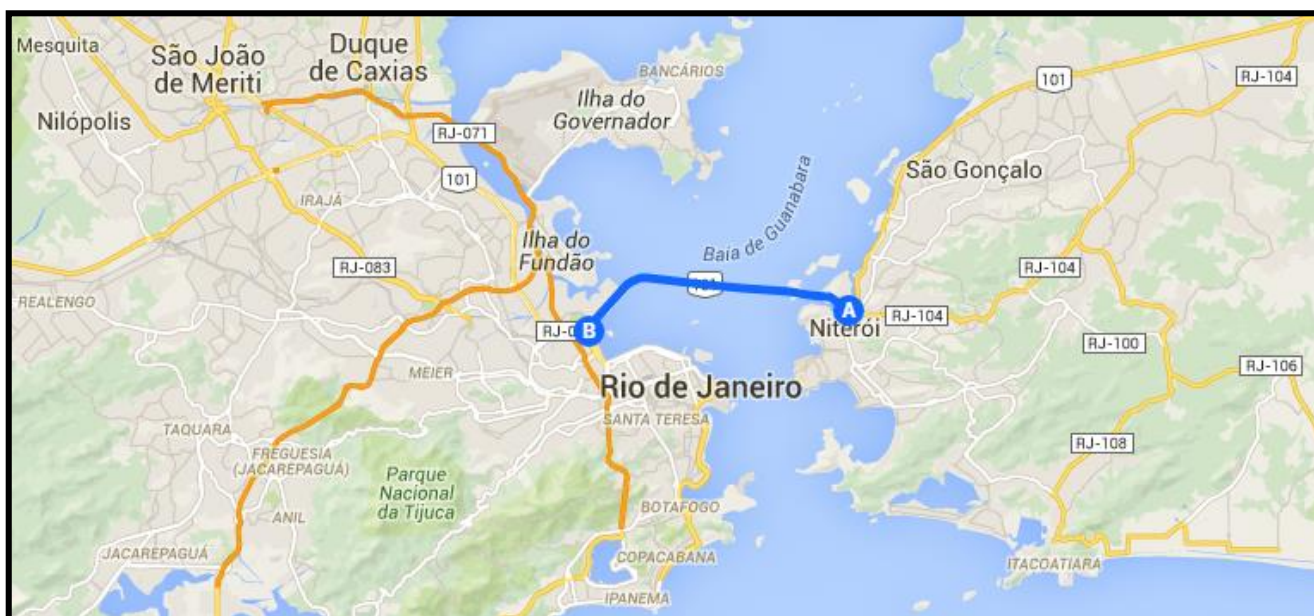 Mesquita
São João
de Meriti
Duque
de Caxias
BANCÁRIOS
Ilha do
Governador
101
RJ-104
Nilópolis
RJ-071
101
IRAJÁ
São Gonçalo
Baía de Guanabara
Ilha do
Fundão
RJ-083
RJ-104
REALENGO
A
B
Niterói
RJ-104
RJ-100
RJ-106
MEIER
Rio de Janeiro
SANTA TERESA
TAQUARA
FREGUESIA
(JACAREPAGUÁ)
Parque
Nacional
da Tijuca
RJ-108
ANIL
BOTAFOGO
JACAREPAGUÁ
COPACABANA
ITACOATIARA
IPANEMA